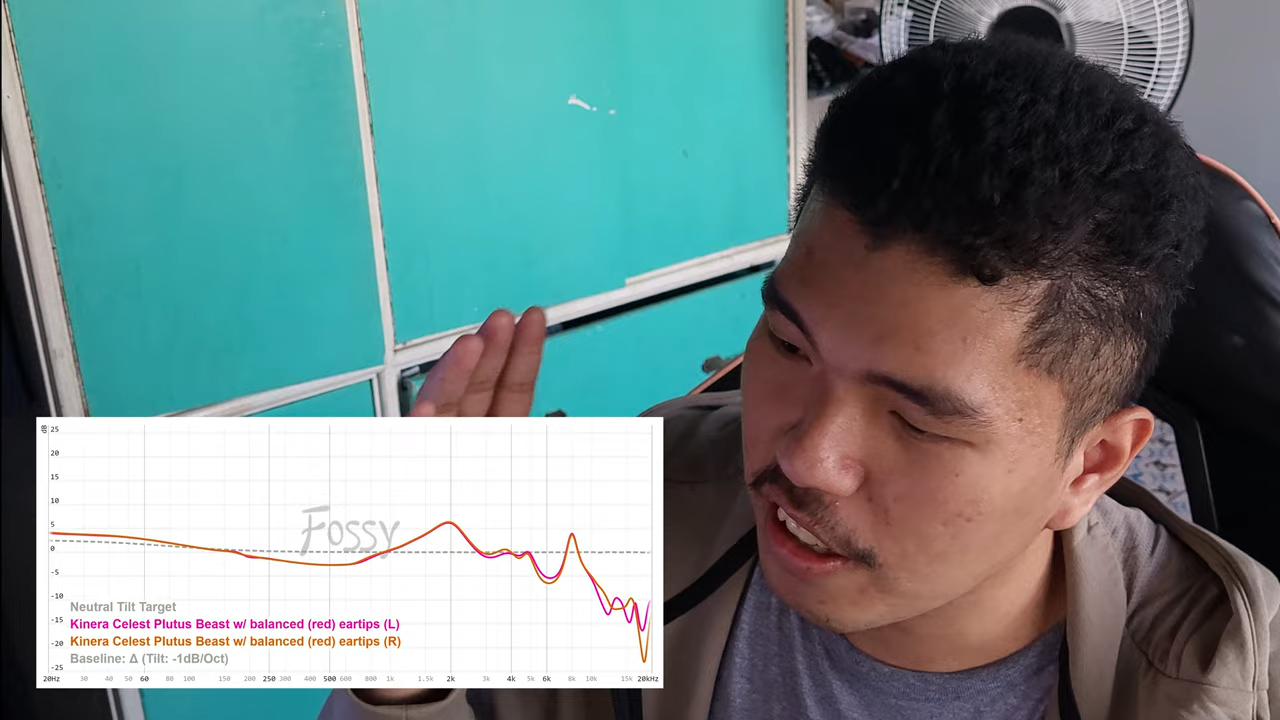 dB
25
20
15
10
5
0
-5
-10
-15
-20
-25
Fossy
Neutral Tilt Target
Kinera Celest Plutus Beast w/ balanced (red) eartips (L)
Kinera Celest Plutus Beast w/ balanced (red) eartips (R)
Baseline: Δ (Tilt: -1dB/Oct)
20Hz 30 40 60 80 100 150 200 250 300 400 500 600 800 1k 1.5k 2k 3k 4k 5k 6k 8k 10k 15k 20kHz